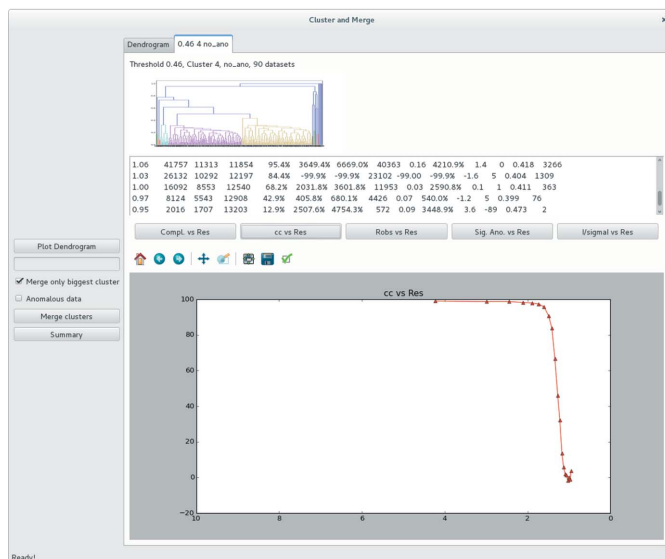 Cluster and Merge
Dendrogram 0.46 4 no_ano
Threshold 0.46, Cluster 4, no_ano, 90 datasets
1.06 41757 11313 11854 95.4% 3649.4% 6669.0% 40363 0.16 4210.9% 1.4 0 0.418 3266
1.03 26132 10292 12197 84.4% -99.9% -99.9% 23102 -99.00 -99.9% -1.6 5 0.404 1309
1.00 16092 8553 12540 68.2% 2031.8% 3601.8% 11953 0.03 2590.8% 0.1 1 0.411 363
0.97 8124 5543 12908 42.9% 405.8% 680.1% 4426 0.07 540.0% -1.2 5 0.399 76
0.95 2016 1707 13203 12.9% 2507.6% 4754.3% 572 0.09 3448.9% 3.6 -89 0.473 2
Compl. vs Res cc vs Res Robs vs Res Sig. Ano. vs Res I/sigmaI vs Res
Plot Dendrogram
Merge only biggest cluster
Anomalous data
Merge clusters
Summary
cc vs Res
100
80
60
40
20
0
−20
10 8 6 4 2 0
Ready!